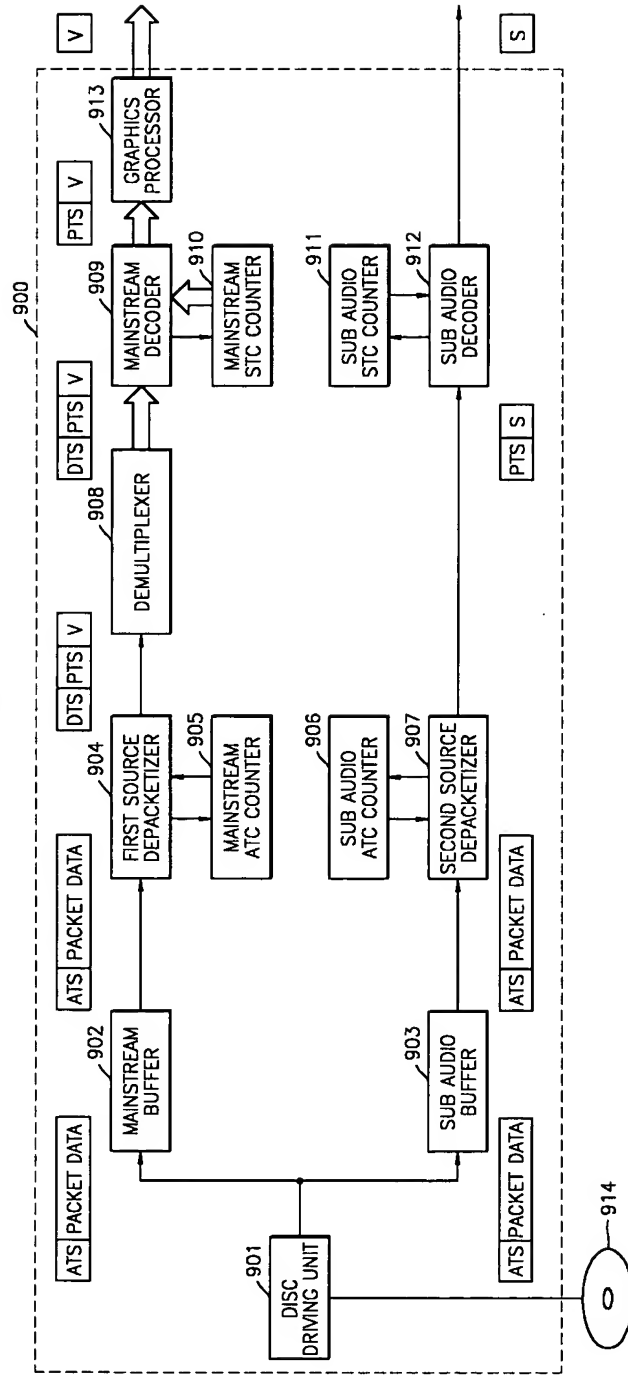 900
914
901
DISC
DRIVING UNIT
ATS PACKET DATA
902
MAINSTREAM
BUFFER
ATS PACKET DATA
904
FIRST SOURCE
DEPACKETIZER
905
MAINSTREAM
ATC COUNTER
DTS PTS V
908
DEMULTIPLEXER
DTS PTS V
909
MAINSTREAM
DECODER
910
MAINSTREAM
STC COUNTER
PTS V
913
GRAPHICS
PROCESSOR
V
ATS PACKET DATA
903
SUB AUDIO
BUFFER
ATS PACKET DATA
906
SUB AUDIO
ATC COUNTER
907
SECOND SOURCE
DEPACKETIZER
PTS S
911
SUB AUDIO
STC COUNTER
912
SUB AUDIO
DECODER
S